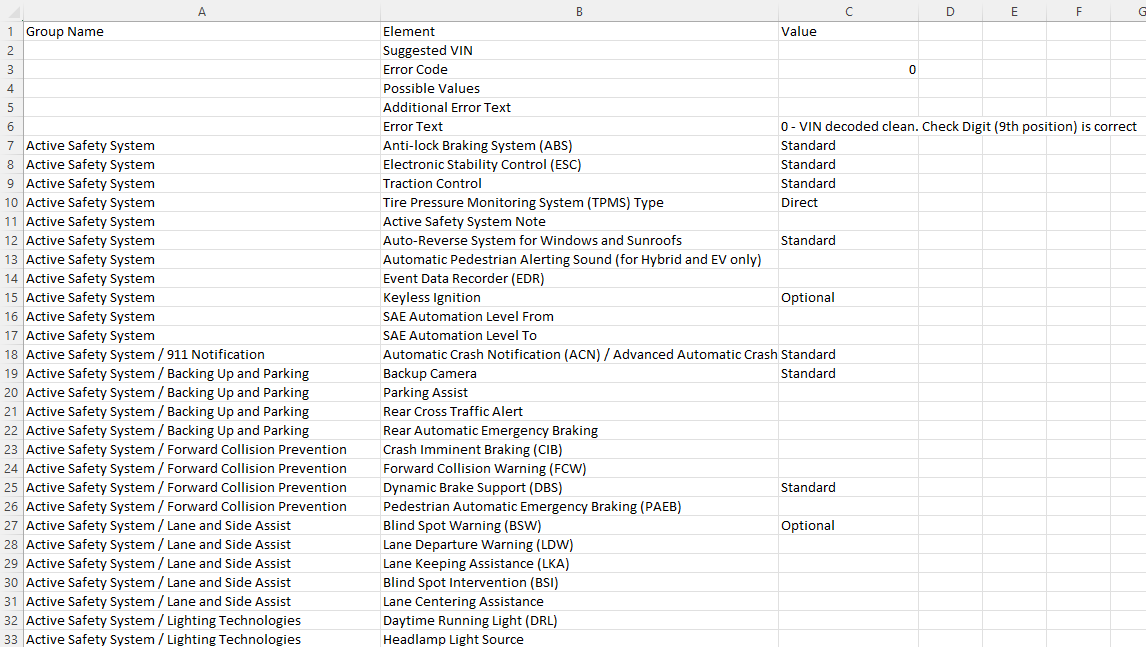 A B C D E F G
1 Group Name Element Value
2 Suggested VIN
3 Error Code 0
4 Possible Values
5 Additional Error Text
6 Error Text 0 - VIN decoded clean. Check Digit (9th position) is correct
7 Active Safety System Anti-lock Braking System (ABS) Standard
8 Active Safety System Electronic Stability Control (ESC) Standard
9 Active Safety System Traction Control Standard
10 Active Safety System Tire Pressure Monitoring System (TPMS) Type Direct
11 Active Safety System Active Safety System Note
12 Active Safety System Auto-Reverse System for Windows and Sunroofs Standard
13 Active Safety System Automatic Pedestrian Alerting Sound (for Hybrid and EV only)
14 Active Safety System Event Data Recorder (EDR)
15 Active Safety System Keyless Ignition Optional
16 Active Safety System SAE Automation Level From
17 Active Safety System SAE Automation Level To
18 Active Safety System / 911 Notification Automatic Crash Notification (ACN) / Advanced Automatic Crash Standard
19 Active Safety System / Backing Up and Parking Backup Camera Standard
20 Active Safety System / Backing Up and Parking Parking Assist
21 Active Safety System / Backing Up and Parking Rear Cross Traffic Alert
22 Active Safety System / Backing Up and Parking Rear Automatic Emergency Braking
23 Active Safety System / Forward Collision Prevention Crash Imminent Braking (CIB)
24 Active Safety System / Forward Collision Prevention Forward Collision Warning (FCW)
25 Active Safety System / Forward Collision Prevention Dynamic Brake Support (DBS) Standard
26 Active Safety System / Forward Collision Prevention Pedestrian Automatic Emergency Braking (PAEB)
27 Active Safety System / Lane and Side Assist Blind Spot Warning (BSW) Optional
28 Active Safety System / Lane and Side Assist Lane Departure Warning (LDW)
29 Active Safety System / Lane and Side Assist Lane Keeping Assistance (LKA)
30 Active Safety System / Lane and Side Assist Blind Spot Intervention (BSI)
31 Active Safety System / Lane and Side Assist Lane Centering Assistance
32 Active Safety System / Lighting Technologies Daytime Running Light (DRL)
33 Active Safety System / Lighting Technologies Headlamp Light Source